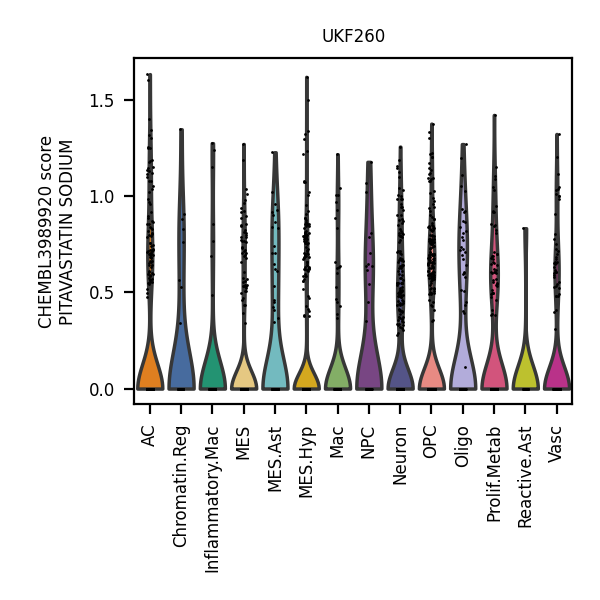 UKF260
CHEMBL3989920 score
PITAVASTATIN SODIUM
1.5
1.0
0.5
0.0
AC
Chromatin.Reg
Inflammatory.Mac
MES
MES.Ast
MES.Hyp
Mac
NPC
Neuron
OPC
Oligo
Prolif.Metab
Reactive.Ast
Vasc